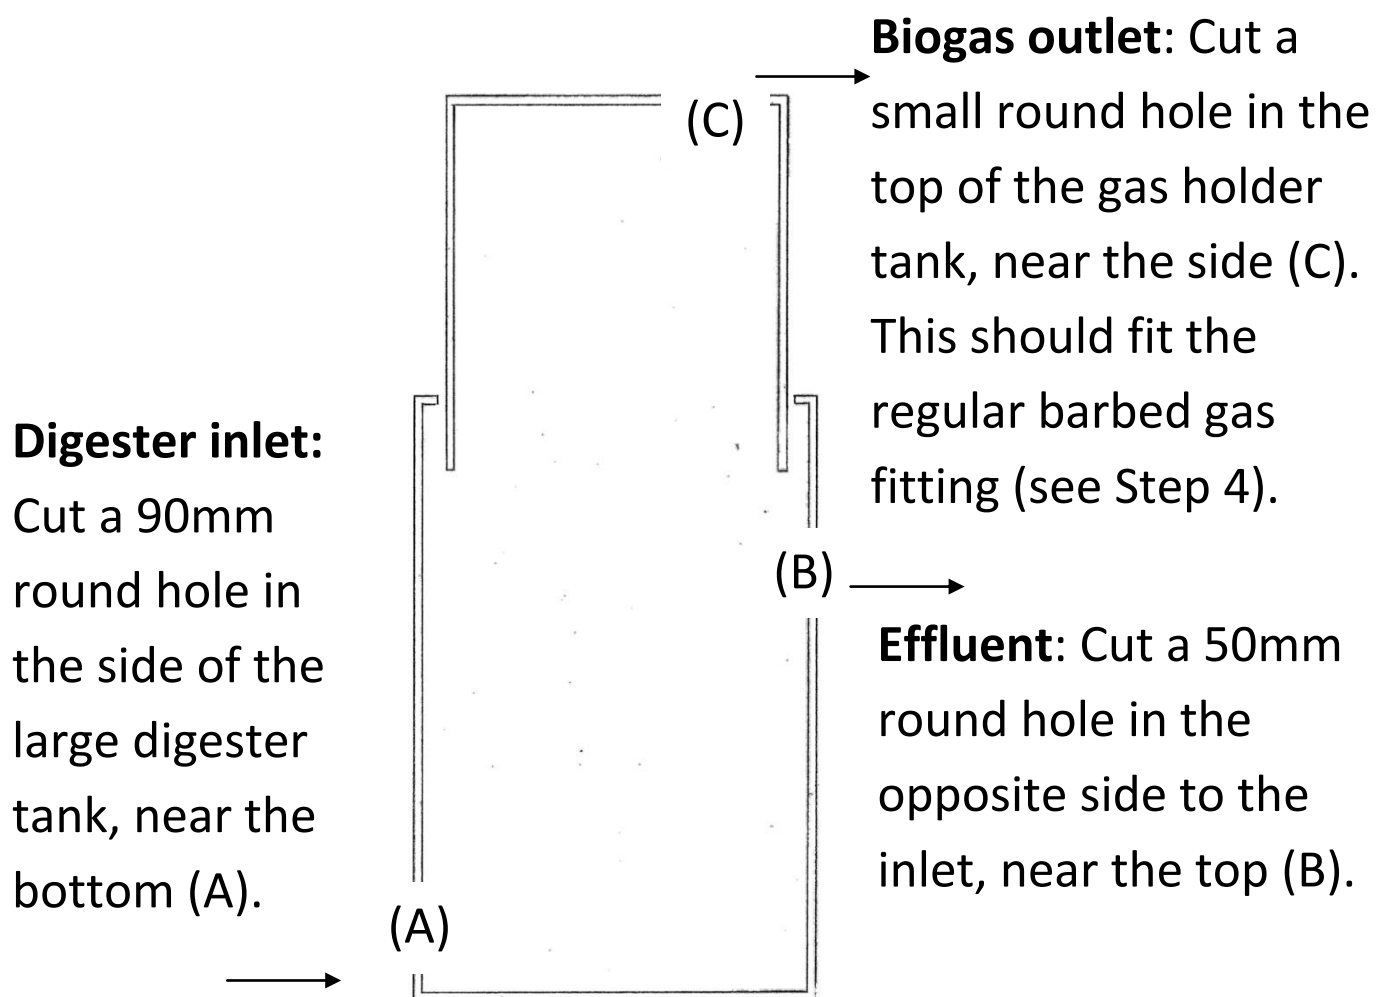 Biogas outlet: Cut a
small round hole in the
top of the gas holder
tank, near the side (C).
This should fit the
regular barbed gas
fitting (see Step 4).
(C)
Digester inlet:
Cut a 90mm
round hole in
the side of the
large digester
tank, near the
bottom (A).
(B)
Effluent: Cut a 50mm
round hole in the
opposite side to the
inlet, near the top (B).
(A)